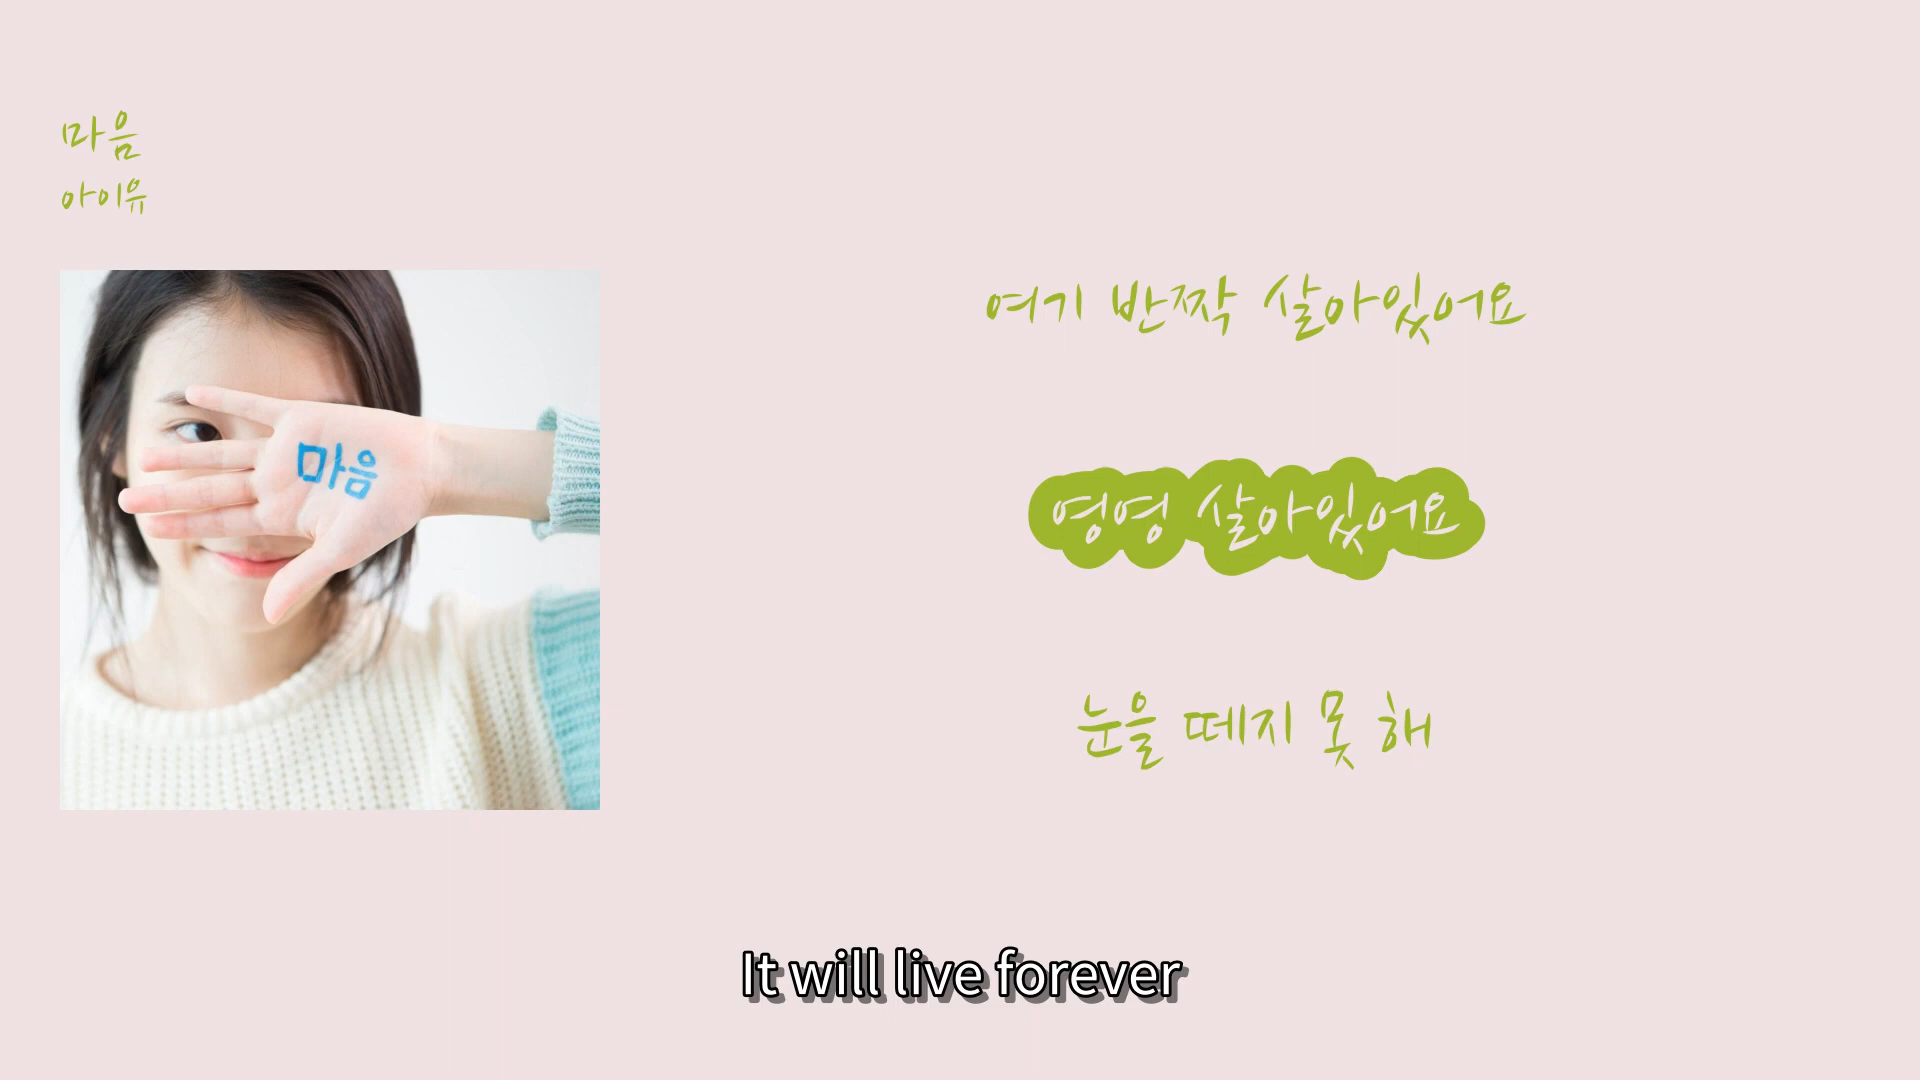 마음
아이유
마음
여기 반짝 살아있어요
영영 살아있어요
눈을 떼지 못 해
It will live forever